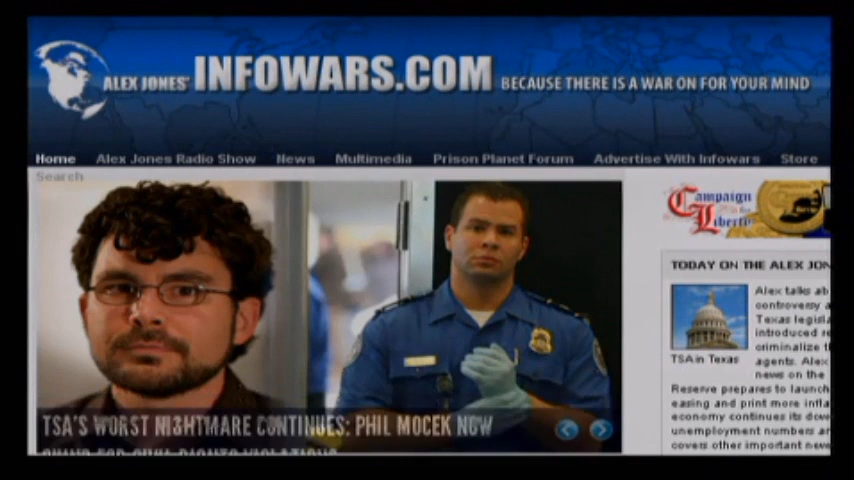 ALEX JONES' INFOWARS.COM BECAUSE THERE IS A WAR ON FOR YOUR MIND
Home Alex Jones Radio Show News Multimedia Prison Planet Forum Advertise With Infowars Store
Search
Campaign
for
Liberty
TODAY ON THE ALEX JON
Alex talks ab
controversy a
Texas legisla
introduced re
criminalize th
agents. Alex
news on the
TSA in Texas
Reserve prepares to launch
easing and print more infla
economy continues its dow
unemployment numbers ar
covers other important new
TSA'S WORST NIGHTMARE CONTINUES: PHIL MOCEK NOW